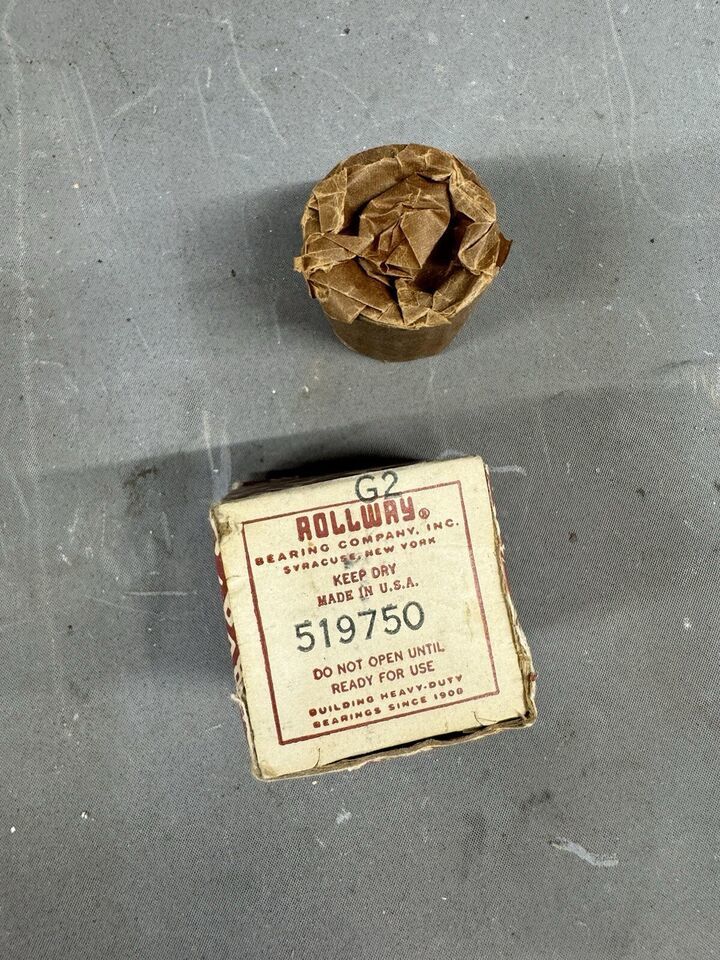 G2
ROLLWAY®
BEARING COMPANY, INC.
SYRACUSE, NEW YORK
KEEP DRY
MADE IN U.S.A.
519750
DO NOT OPEN UNTIL
READY FOR USE
BUILDING HEAVY-DUTY
BEARINGS SINCE 1908